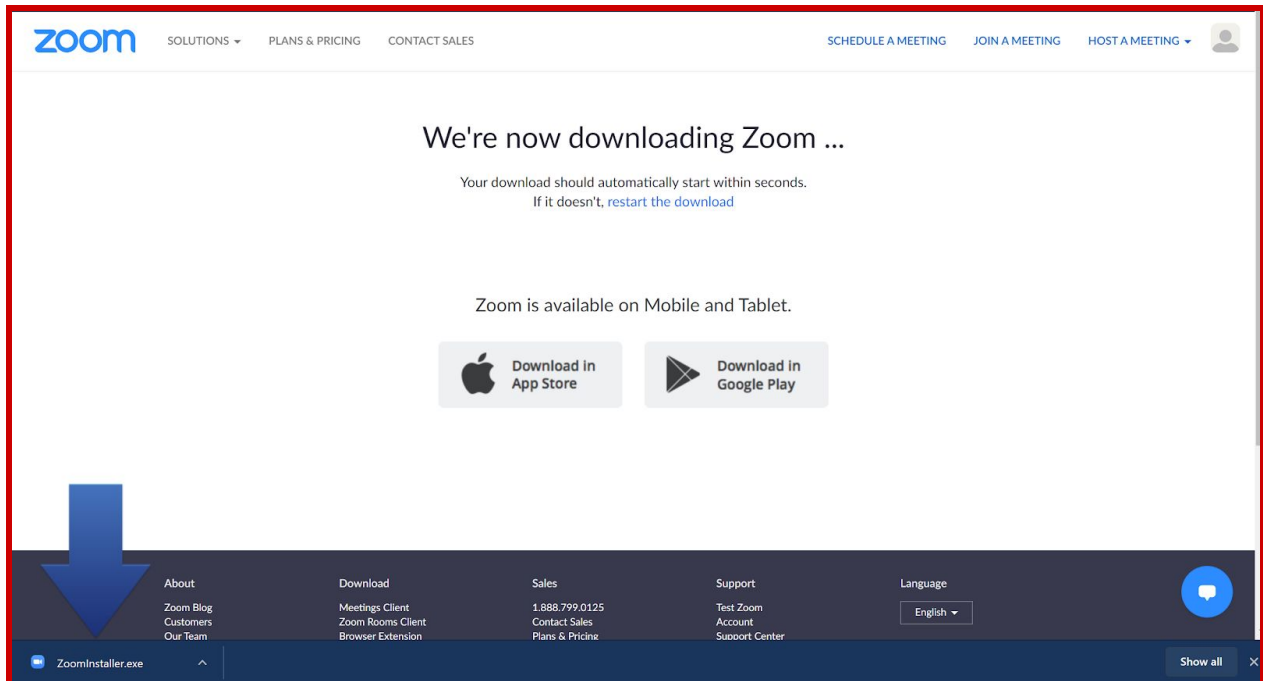 zoom
SOLUTIONS
PLANS & PRICING
CONTACT SALES
SCHEDULE A MEETING
JOIN A MEETING
HOST A MEETING
We're now downloading Zoom ...
Your download should automatically start within seconds.
If it doesn't, restart the download
Zoom is available on Mobile and Tablet.
Download in
App Store
Download in
Google Play
About
Zoom Blog
Customers
Our Team
Download
Meetings Client
Zoom Rooms Client
Browser Extension
Sales
1.888.799.0125
Contact Sales
Plans & Pricing
Support
Test Zoom
Account
Support Center
Language
English
ZoomInstaller.exe
Show all